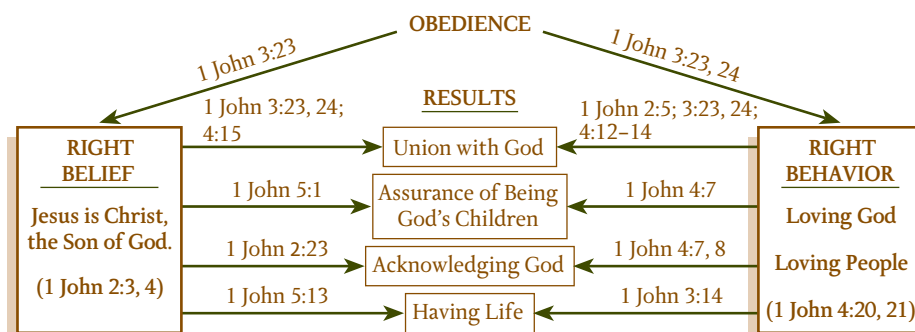 OBEDIENCE
1 John 3:23
1 John 3:23, 24
RESULTS
1 John 3:23, 24;
4:15
1 John 2:5; 3:23, 24;
4:12–14
RIGHT
BELIEF
Jesus is Christ,
the Son of God.
(1 John 2:3, 4)
Union with God
1 John 5:1
Assurance of Being
God's Children
1 John 4:7
1 John 2:23
Acknowledging God
1 John 4:7, 8
1 John 5:13
Having Life
1 John 3:14
RIGHT
BEHAVIOR
Loving God
Loving People
(1 John 4:20, 21)